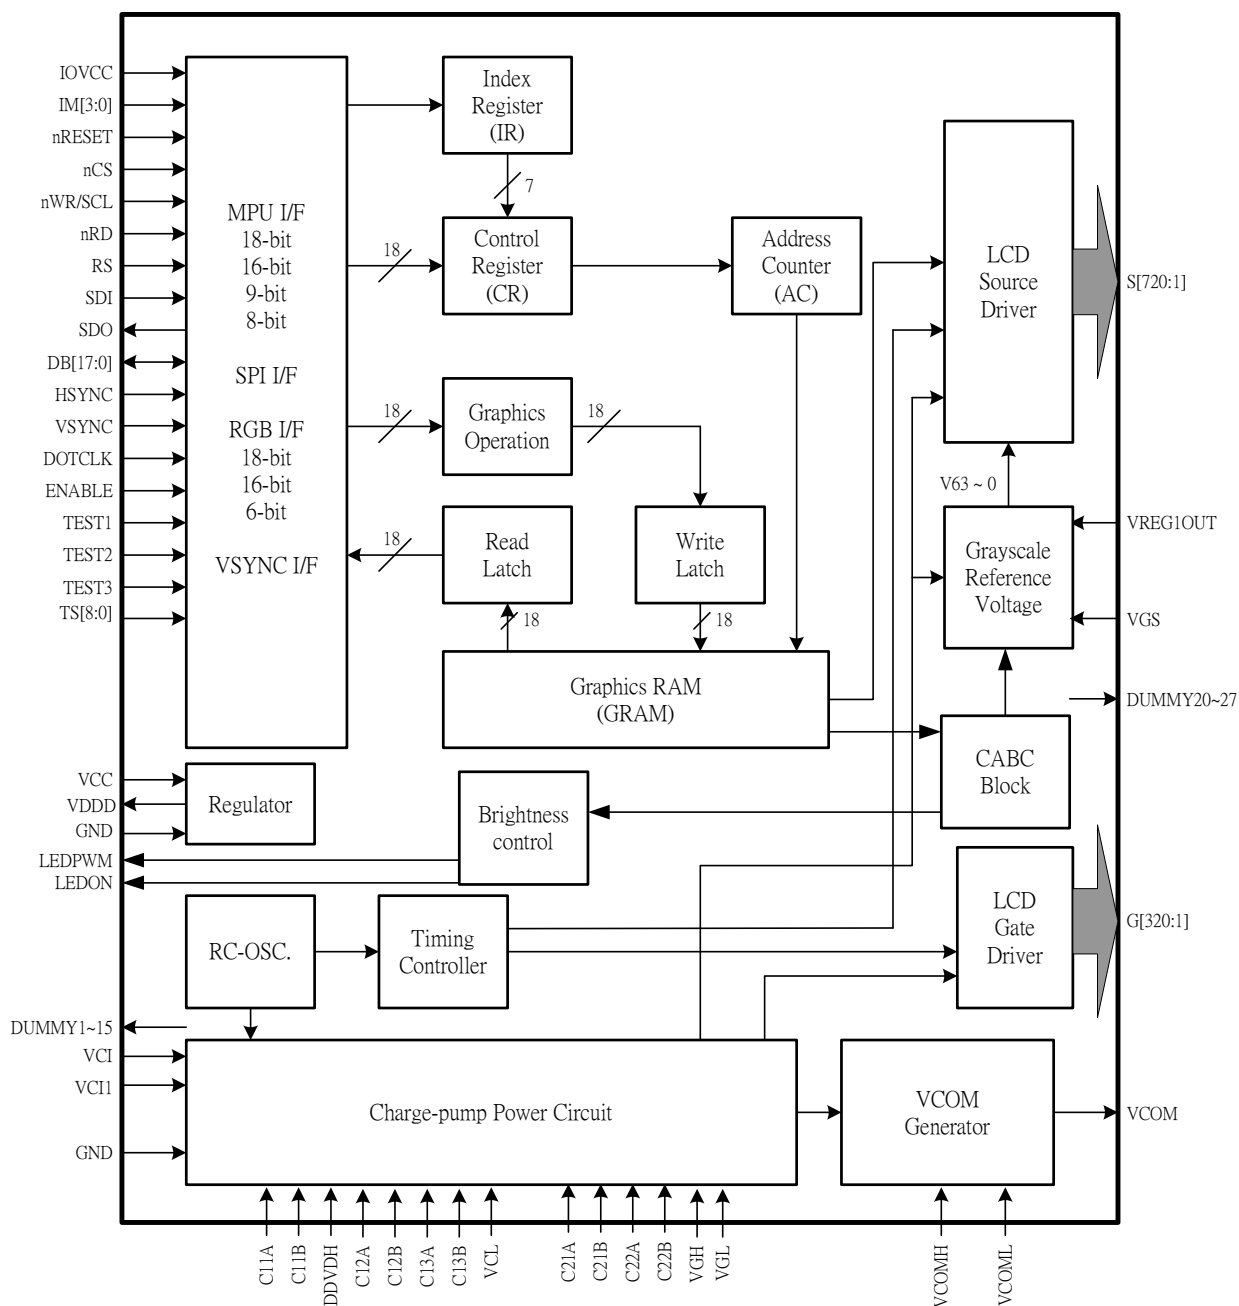 IOVCC
IM[3:0]
nRESET
nCS
nWR/SCL
nRD
RS
SDI
SDO
DB[17:0]
HSYNC
VSYNC
DOTCLK
ENABLE
TEST1
TEST2
TEST3
TS[8:0]
VCC
VDDD
GND
LEDPWM
LEDON
DUMMY1~15
VCI
VCI1
GND
MPU I/F
18-bit
16-bit
9-bit
8-bit
SPI I/F
RGB I/F
18-bit
16-bit
6-bit
VSYNC I/F
Index
Register
(IR)
7
18
Control
Register
(CR)
Address
Counter
(AC)
18
Graphics
Operation
18
18
Read
Latch
Write
Latch
18
18
Graphics RAM
(GRAM)
LCD
Source
Driver
S[720:1]
V63 ~ 0
Grayscale
Reference
Voltage
VREG1OUT
VGS
DUMMY20~27
CABC
Block
Regulator
Brightness
control
RC-OSC.
Timing
Controller
LCD
Gate
Driver
G[320:1]
Charge-pump Power Circuit
VCOM
Generator
VCOM
C11A
C11B
DDVDH
C12A
C12B
C13A
C13B
VCL
C21A
C21B
C22A
C22B
VGH
VGL
VCOMH
VCOML